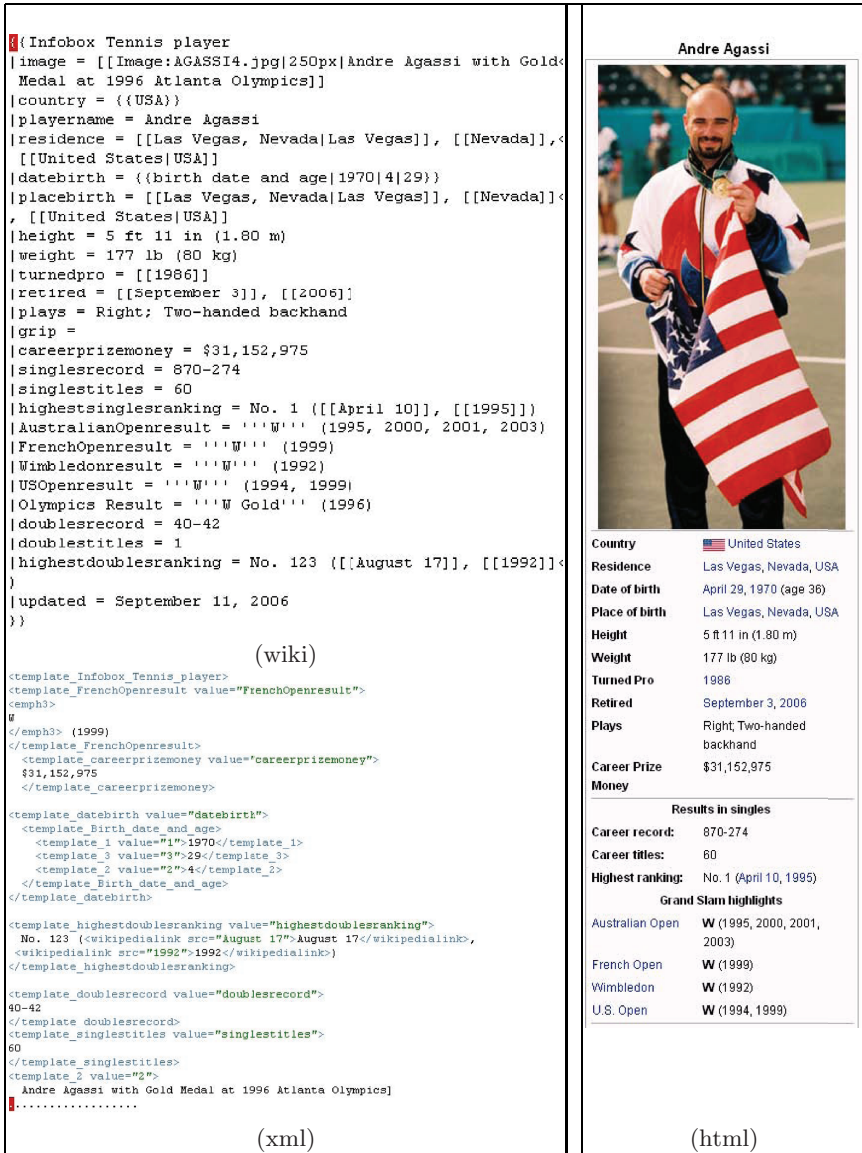 {{Infobox Tennis player
|image = [[Image:AGASSI4.jpg|250px|Andre Agassi with Gold<
Medal at 1996 Atlanta Olympics]]
|country = {{USA}}
|playername = Andre Agassi
|residence = [[Las Vegas, Nevada|Las Vegas]], [[Nevada]],<
[[United States|USA]]
|datebirth = {{birth date and age|1970|4|29}}
|placebirth = [[Las Vegas, Nevada|Las Vegas]], [[Nevada]]<
, [[United States|USA]]
|height = 5 ft 11 in (1.80 m)
|weight = 177 lb (80 kg)
|turnedpro = [[1986]]
|retired = [[September 3]], [[2006]]
|plays = Right; Two-handed backhand
|grip =
|careerprizemoney = $31,152,975
|singlesrecord = 870-274
|singlestitles = 60
|highestsinglesranking = No. 1 ([[April 10]], [[1995]])
|AustralianOpenresult = '''W''' (1995, 2000, 2001, 2003)
|FrenchOpenresult = '''W''' (1999)
|Wimbledonresult = '''W''' (1992)
|USOpenresult = '''W''' (1994, 1999)
|Olympics Result = '''W Gold''' (1996)
|doublesrecord = 40-42
|doublestitles = 1
|highestdoublesranking = No. 123 ([[August 17]], [[1992]]<
)
|updated = September 11, 2006
}}
(wiki)
<template_Infobox_Tennis_player>
<template_FrenchOpenresult value="FrenchOpenresult">
<emph3>
W
</emph3> (1999)
</template_FrenchOpenresult>
<template_careerprizemoney value="careerprizemoney">
$31,152,975
</template_careerprizemoney>
<template_datebirth value="datebirth">
<template_Birth_date_and_age>
<template_1 value="1">1970</template_1>
<template_3 value="3">29</template_3>
<template_2 value="2">4</template_2>
</template_Birth_date_and_age>
</template_datebirth>
<template_highestdoublesranking value="highestdoublesranking">
No. 123 (<wikipedialink src="August 17">August 17</wikipedialink>,
<wikipedialink src="1992">1992</wikipedialink>)
</template_highestdoublesranking>
<template_doublesrecord value="doublesrecord">
40-42
</template_doublesrecord>
<template_singlestitles value="singlestitles">
60
</template_singlestitles>
<template_2 value="2">
Andre Agassi with Gold Medal at 1996 Atlanta Olympics]
..................
(xml)
Andre Agassi
Country United States
Residence Las Vegas, Nevada, USA
Date of birth April 29, 1970 (age 36)
Place of birth Las Vegas, Nevada, USA
Height 5 ft 11 in (1.80 m)
Weight 177 lb (80 kg)
Turned Pro 1986
Retired September 3, 2006
Plays Right; Two-handed
backhand
Career Prize $31,152,975
Money
Results in singles
Career record: 870-274
Career titles: 60
Highest ranking: No. 1 (April 10, 1995)
Grand Slam highlights
Australian Open W (1995, 2000, 2001,
2003)
French Open W (1999)
Wimbledon W (1992)
U.S. Open W (1994, 1999)
(html)